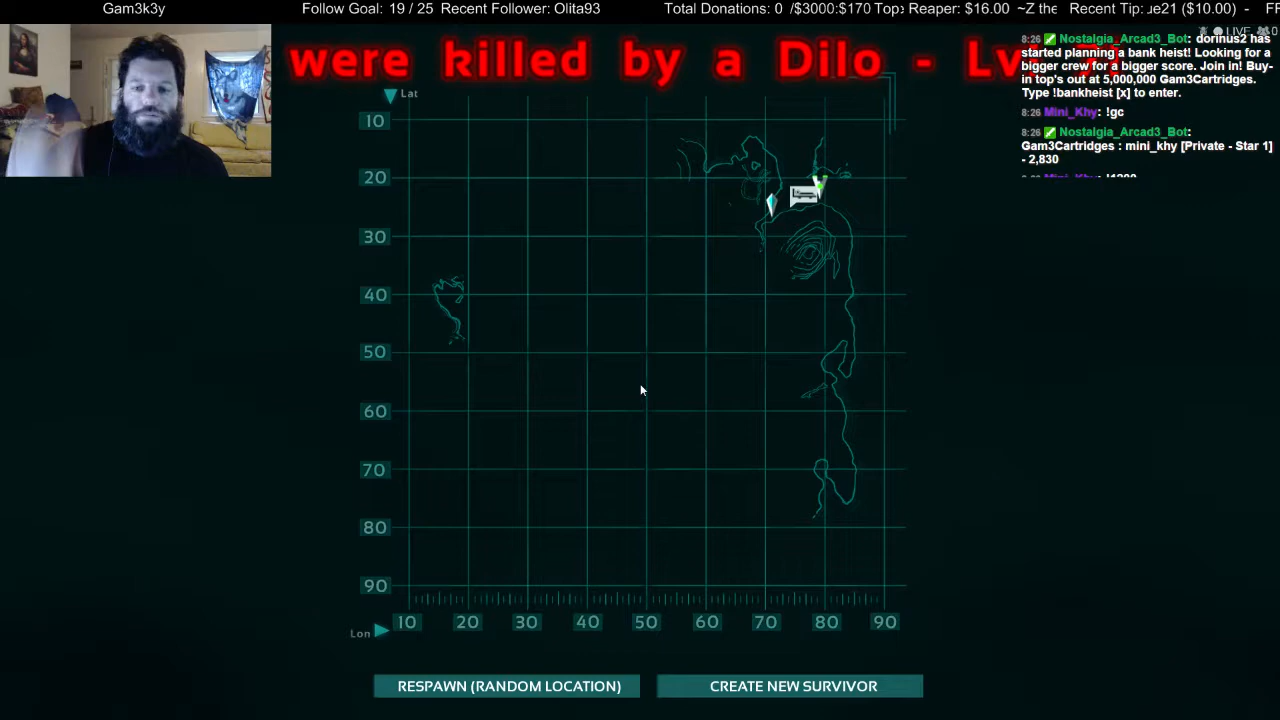 Gam3k3y
Follow Goal: 19 / 25 Recent Follower: Olita93
Total Donations: 0 /$3000:$170 Top Reaper: $16.00 ~Z the
Recent Tip: ue21 ($10.00) -
were killed by a Dilo - Lv
LIVE 0
8:26 Nostalgia_Arcad3_Bot: dorinus2 has
started planning a bank heist! Looking for a
bigger crew for a bigger score. Join in! Buy-
in top's out at 5,000,000 Gam3Cartridges.
Type !bankheist [x] to enter.
8:26 Mini_Khy: !gc
8:26 Nostalgia_Arcad3_Bot:
Gam3Cartridges : mini_khy [Private - Star 1]
- 2,830
Lat
10
20
30
40
50
60
70
80
90
Lon
10 20 30 40 50 60 70 80 90
RESPAWN (RANDOM LOCATION)
CREATE NEW SURVIVOR